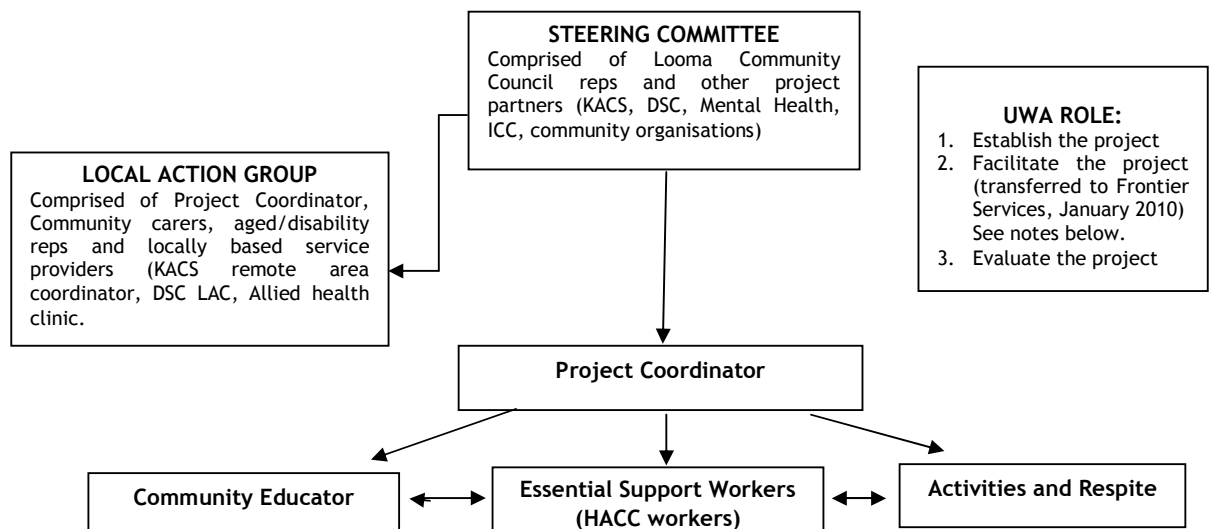 STEERING COMMITTEE
Comprised of Looma Community
Council reps and other project
partners (KACS, DSC, Mental Health,
ICC, community organisations)
UWA ROLE:
1. Establish the project
2. Facilitate the project
(transferred to Frontier
Services, January 2010)
See notes below.
3. Evaluate the project
LOCAL ACTION GROUP
Comprised of Project Coordinator,
Community carers, aged/disability
reps and locally based service
providers (KACS remote area
coordinator, DSC LAC, Allied health
clinic.
Project Coordinator
Community Educator
Essential Support Workers
(HACC workers)
Activities and Respite